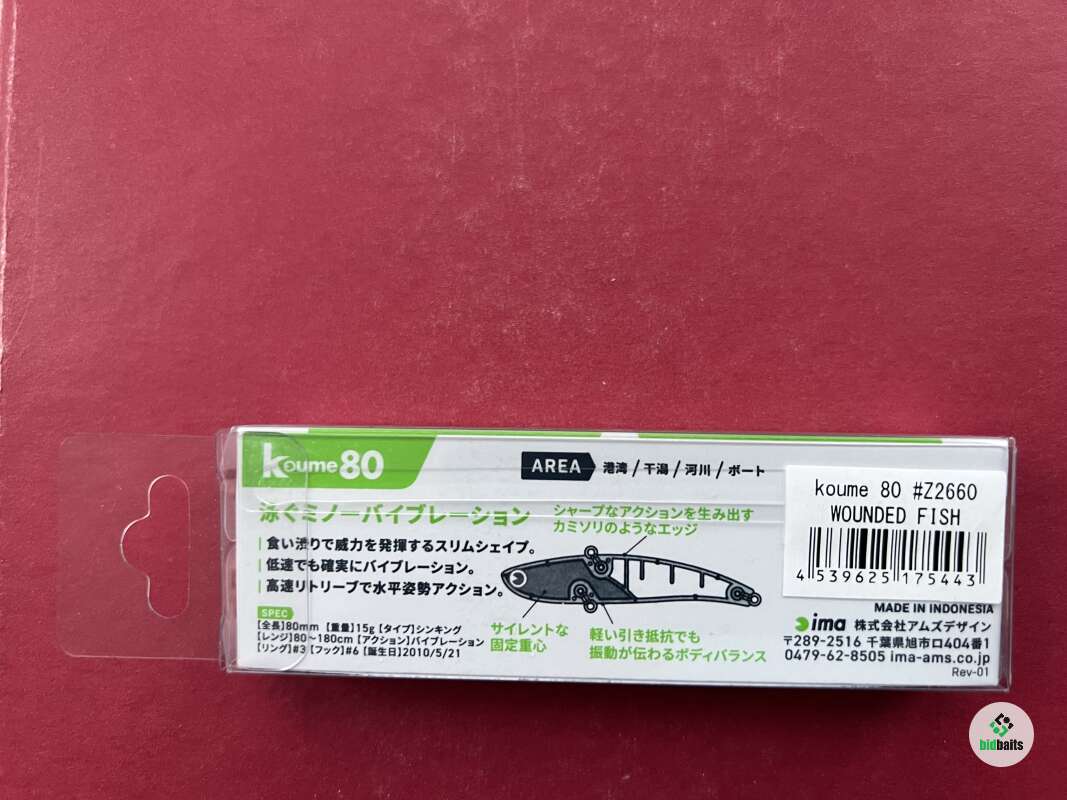 koume 80
AREA 港湾 / 干潟 / 河川 / ボート
泳ぐミノーバイブレーション
食い渋りで威力を発揮するスリムシェイプ。
低速でも確実にバイブレーション。
高速リトリーブで水平姿勢アクション。
シャープなアクションを生み出す
カミソリのようなエッジ
SPEC
【全長】80mm 【重量】15g 【タイプ】シンキング
【レンジ】80〜180cm 【アクション】バイブレーション
【リング】#3 【フック】#6 【誕生日】2010/5/21
サイレントな
固定重心
軽い引き抵抗でも
振動が伝わるボディバランス
koume 80 #Z2660
WOUNDED FISH
4 539625 175443
MADE IN INDONESIA
ima 株式会社アムズデザイン
〒289-2516 千葉県旭市ロ404番1
0479-62-8505 ima-ams.co.jp
Rev-01
bidbaits